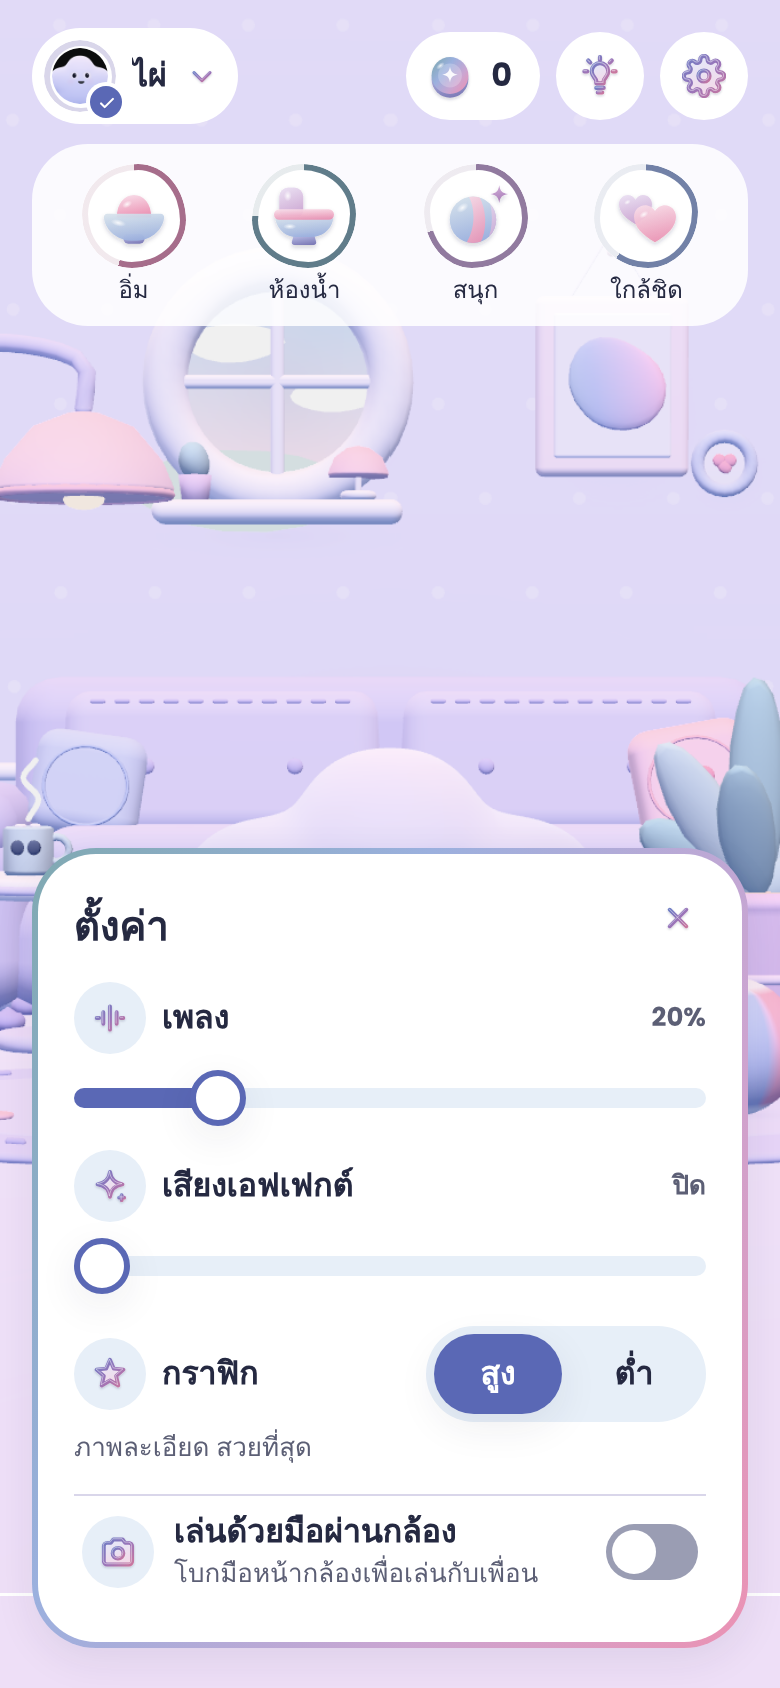 ไผ่
0
อิ่ม
ห้องน้ำ
สนุก
ใกล้ชิด
ตั้งค่า
เพลง
20%
เสียงเอฟเฟกต์
ปิด
กราฟิก
สูง
ต่ำ
ภาพละเอียด สวยที่สุด
เล่นด้วยมือผ่านกล้อง
โบกมือหน้ากล้องเพื่อเล่นกับเพื่อน